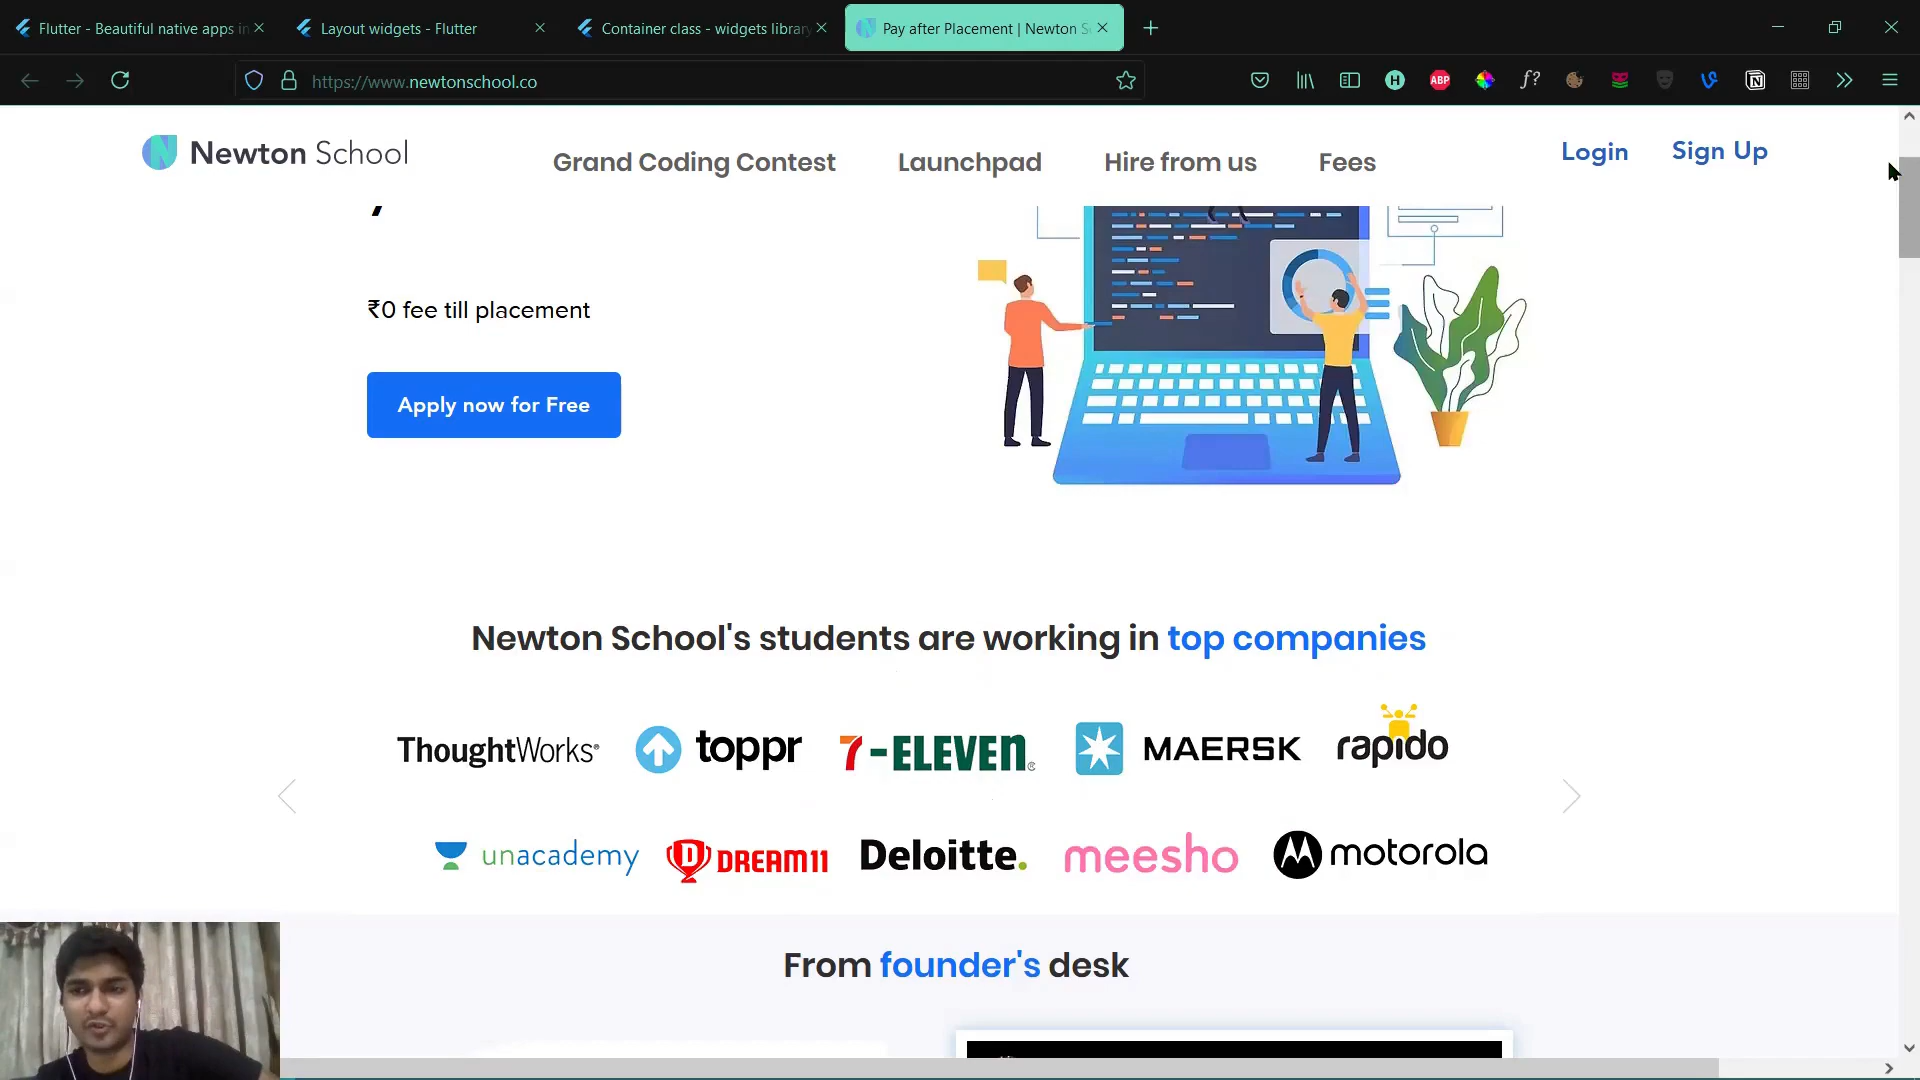 Flutter - Beautiful native apps in
Layout widgets - Flutter
Container class - widgets library
Pay after Placement | Newton S
https://www.newtonschool.co
H
ABP
f?
N
Newton School
Grand Coding Contest
Launchpad
Hire from us
Fees
Login
Sign Up
₹0 fee till placement
Apply now for Free
Newton School's students are working in top companies
ThoughtWorks®
toppr
7-ELEVEN®
MAERSK
rapido
unacademy
D DREAM11
Deloitte.
meesho
motorola
From founder's desk